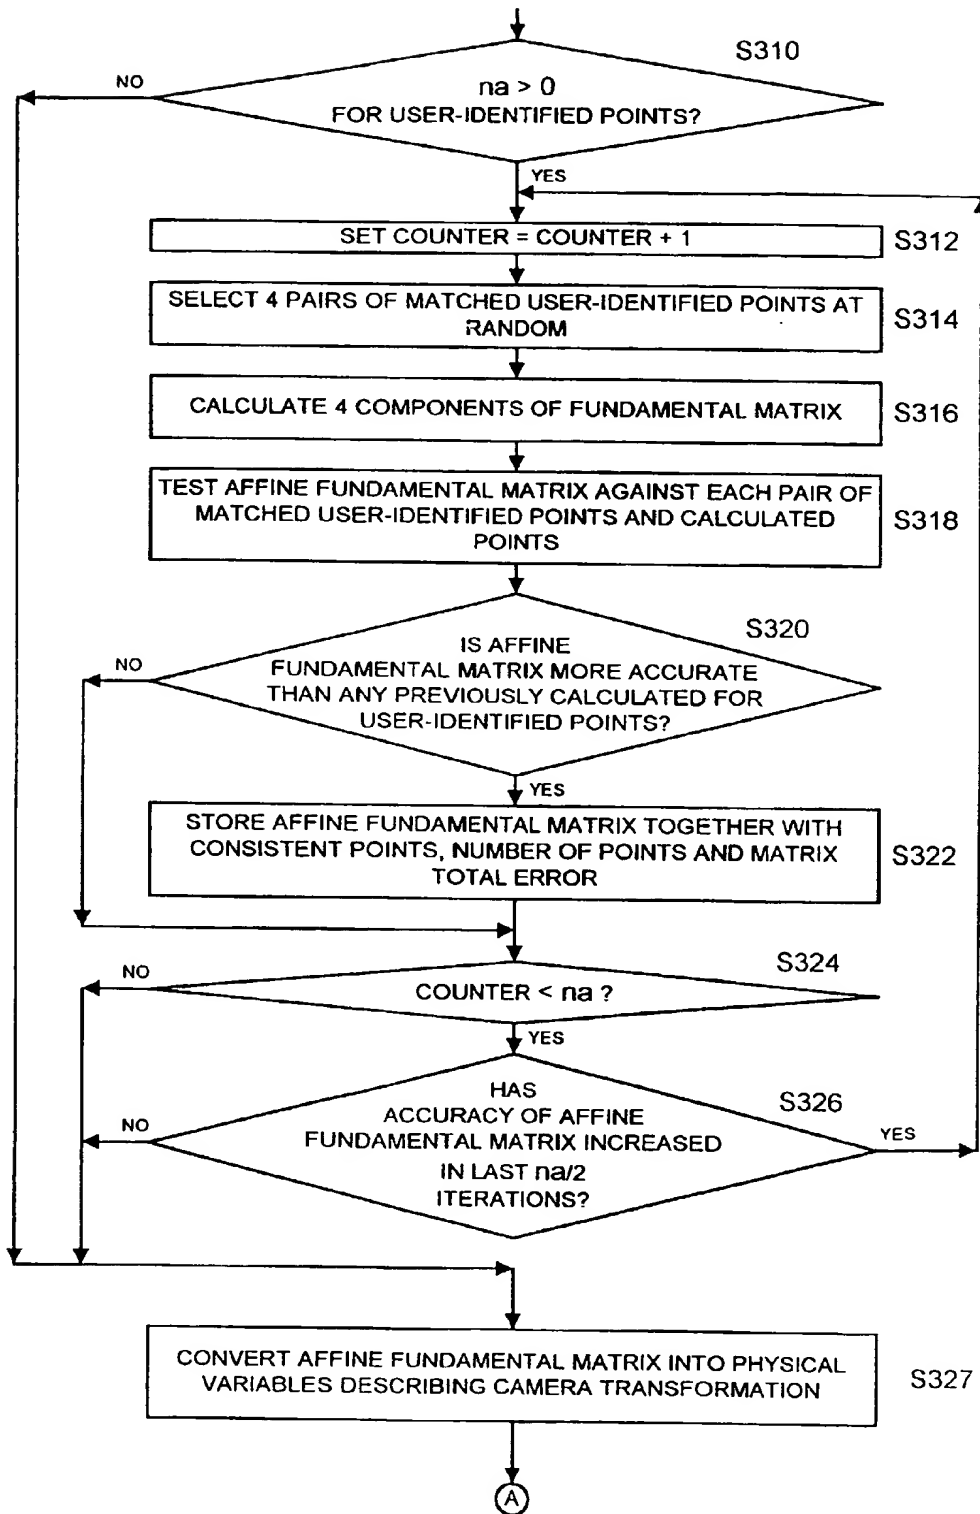 S310
NO
na > 0
FOR USER-IDENTIFIED POINTS?
YES
SET COUNTER = COUNTER + 1
S312
SELECT 4 PAIRS OF MATCHED USER-IDENTIFIED POINTS AT
RANDOM
S314
CALCULATE 4 COMPONENTS OF FUNDAMENTAL MATRIX
S316
TEST AFFINE FUNDAMENTAL MATRIX AGAINST EACH PAIR OF
MATCHED USER-IDENTIFIED POINTS AND CALCULATED
POINTS
S318
S320
NO
IS AFFINE
FUNDAMENTAL MATRIX MORE ACCURATE
THAN ANY PREVIOUSLY CALCULATED FOR
USER-IDENTIFIED POINTS?
YES
STORE AFFINE FUNDAMENTAL MATRIX TOGETHER WITH
CONSISTENT POINTS, NUMBER OF POINTS AND MATRIX
TOTAL ERROR
S322
S324
NO
COUNTER < na ?
YES
S326
HAS
ACCURACY OF AFFINE
FUNDAMENTAL MATRIX INCREASED
IN LAST na/2
ITERATIONS?
NO
YES
CONVERT AFFINE FUNDAMENTAL MATRIX INTO PHYSICAL
VARIABLES DESCRIBING CAMERA TRANSFORMATION
S327
A